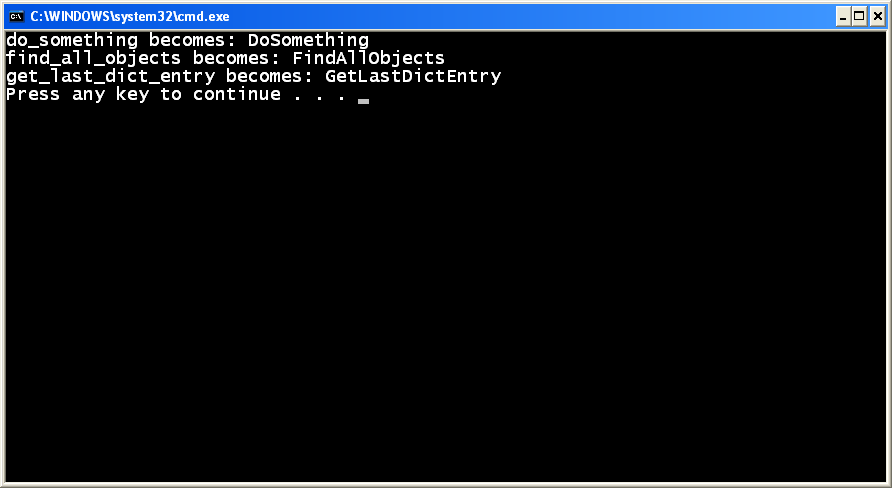 C:\WINDOWS\system32\cmd.exe
do_something becomes: DoSomething
find_all_objects becomes: FindAllObjects
get_last_dict_entry becomes: GetLastDictEntry
Press any key to continue . . .